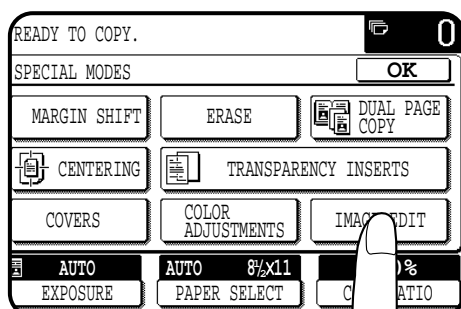 READY TO COPY.
0
SPECIAL MODES
OK
MARGIN SHIFT
ERASE
DUAL PAGE
COPY
CENTERING
TRANSPARENCY INSERTS
COVERS
COLOR
ADJUSTMENTS
EDIT
AUTO
AUTO 8½x11
%
EXPOSURE
PAPER SELECT